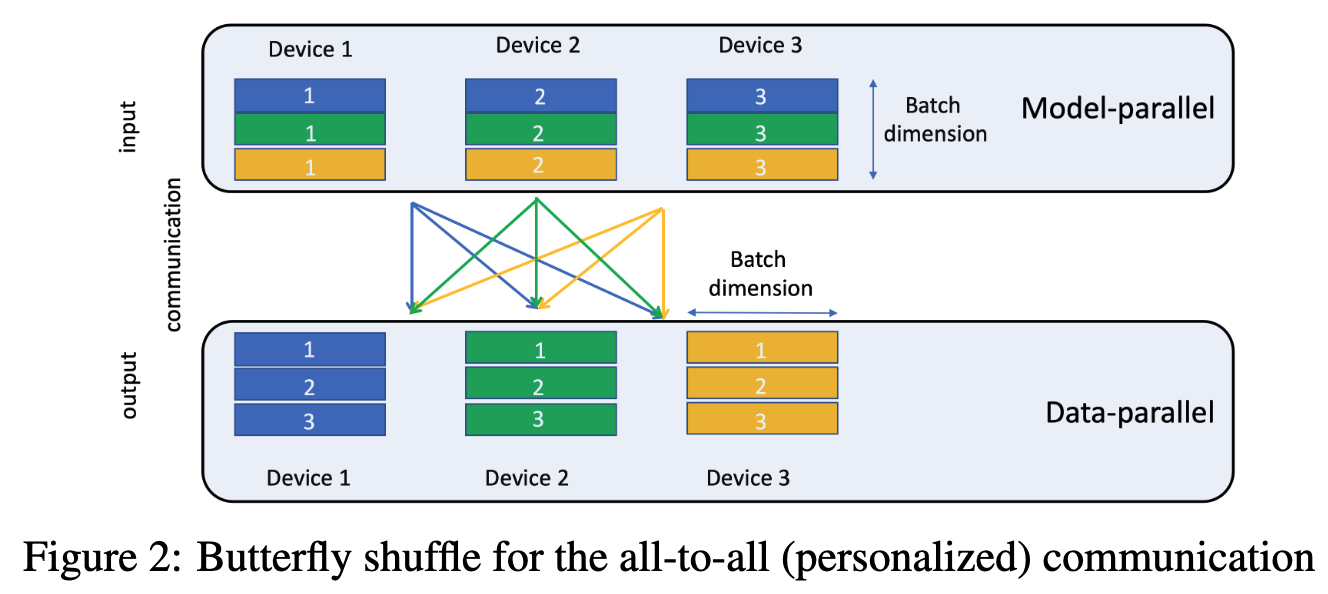 Device 1
Device 2
Device 3
input
1
2
3
1
2
3
1
2
3
Batch
dimension
Model-parallel
communication
Batch
dimension
output
1
1
1
2
2
2
3
3
3
Data-parallel
Device 1
Device 2
Device 3
Figure 2: Butterfly shuffle for the all-to-all (personalized) communication